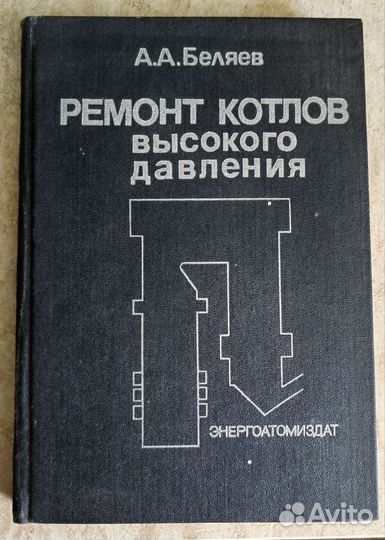 А.А.Беляев
РЕМОНТ КОТЛОВ
ВЫСОКОГО
ДАВЛЕНИЯ
ЭНЕРГОАТОМИЗДАТ
Avito